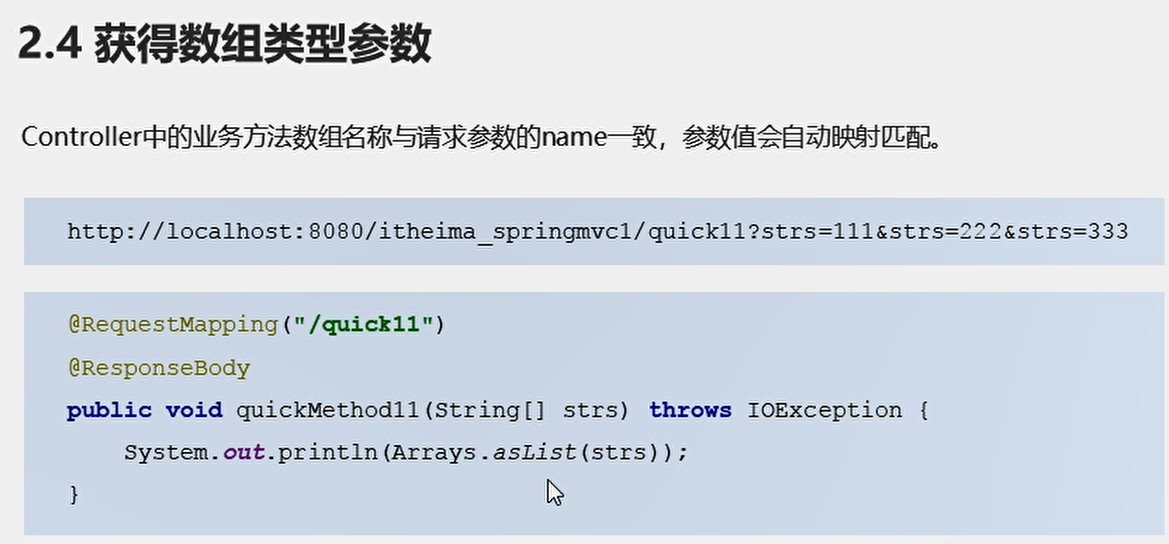 2.4 获得数组类型参数
Controller中的业务方法数组名称与请求参数的name一致，参数值会自动映射匹配。
http://localhost:8080/itheima_springmvc1/quick11?strs=111&strs=222&strs=333
@RequestMapping("/quick11")
@ResponseBody
public void quickMethod11(String[] strs) throws IOException {
    System.out.println(Arrays.asList(strs));
}